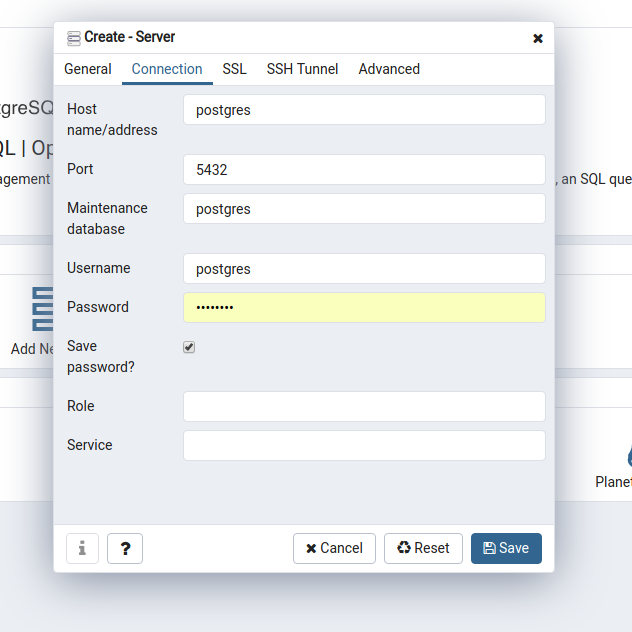 Create - Server
General Connection SSL SSH Tunnel Advanced
tgreSQ
Host
name/address
postgres
QL | Op
agement
, an SQL que
Port
5432
Maintenance
database
postgres
Username
postgres
Password
••••••••
Add Ne
Save
password?
Role
Service
Planet
i ? Cancel Reset Save